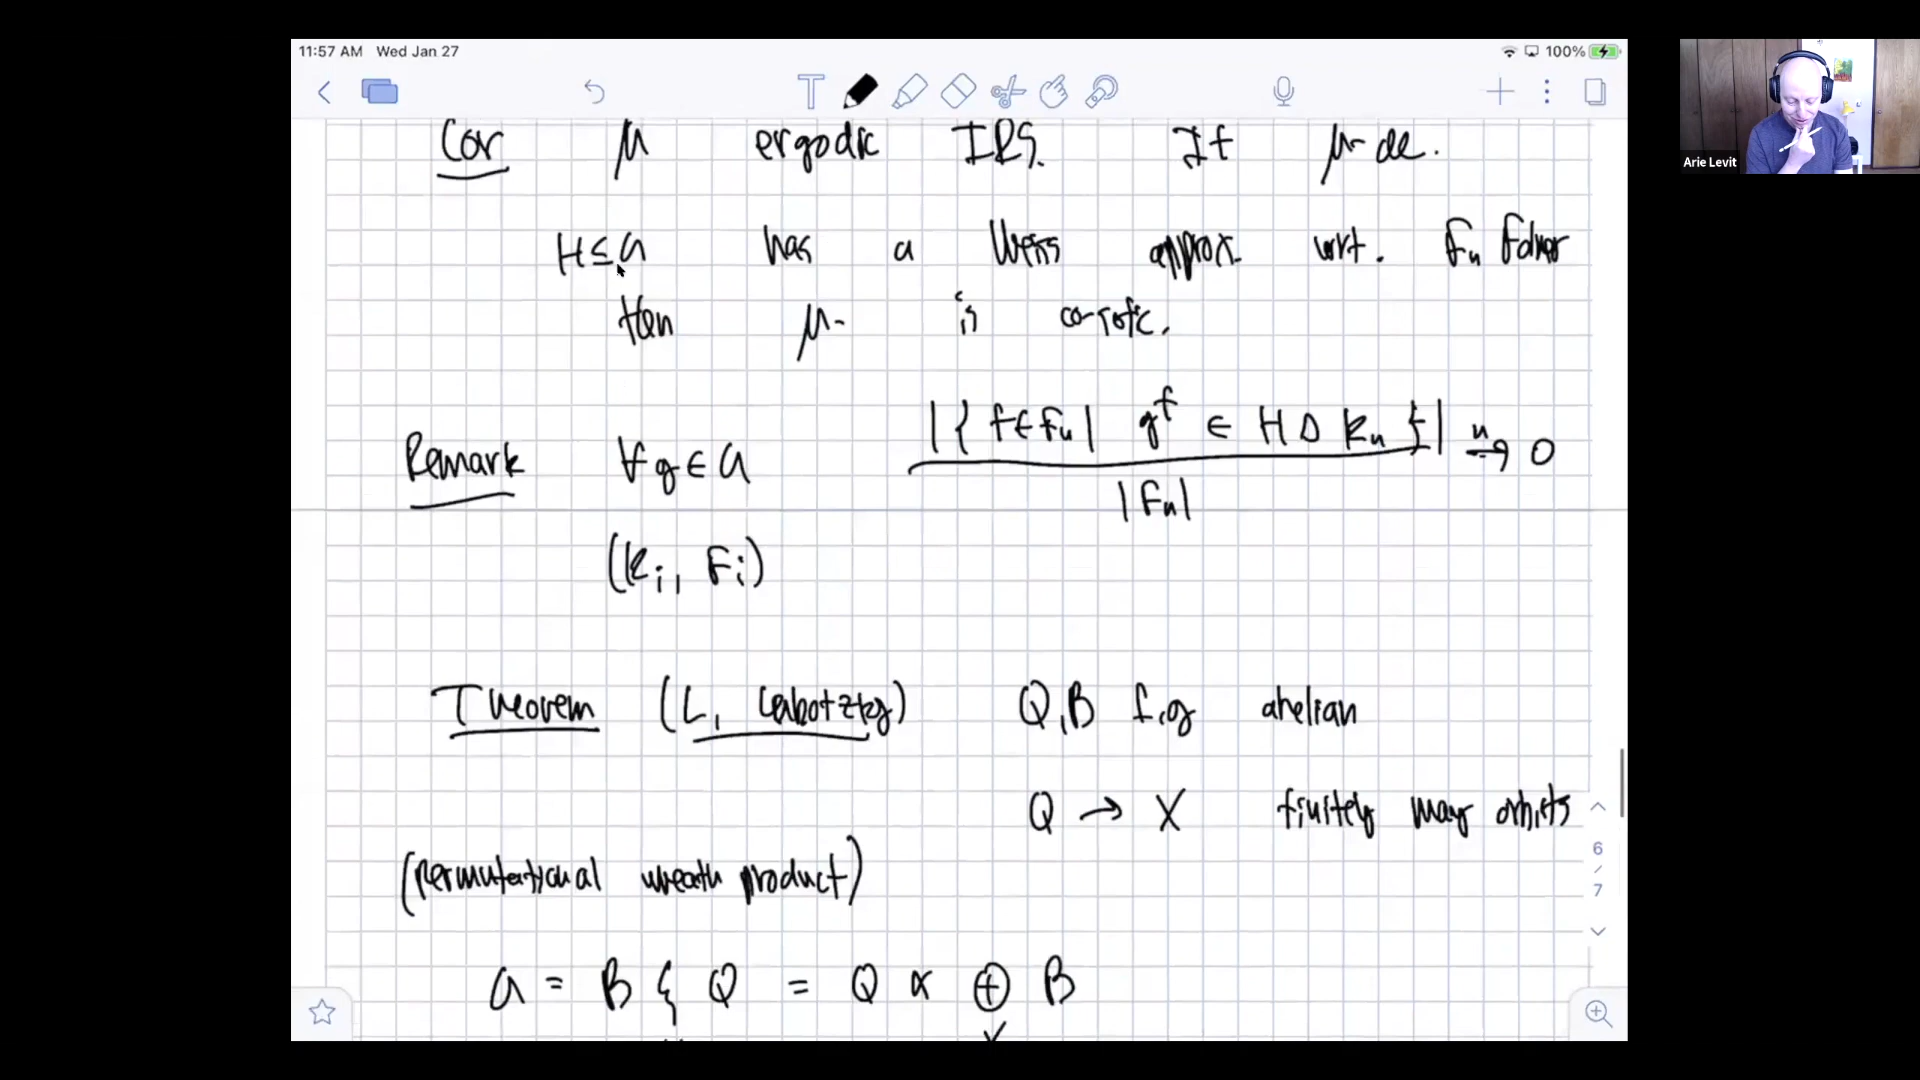 11:57 AM Wed Jan 27
100%
Arie Levit
Cor μ ergodic IRS. If μ-a.e.
H ≤ G has a Weiss approx. wrt. Fn Følner
then μ is co-sofic.
Remark ∀ g ∈ G |{ f ∈ Fn | g^f ∈ H Δ Kn }| / |Fn| →^n 0
(Ki, Fi)
Theorem (L, Lubotzky) Q, B f.g abelian
Q → X finitely many orbits
(permutational wreath product)
G = B ≀ Q = Q ⋉ ⊕ B
X
6
/
7